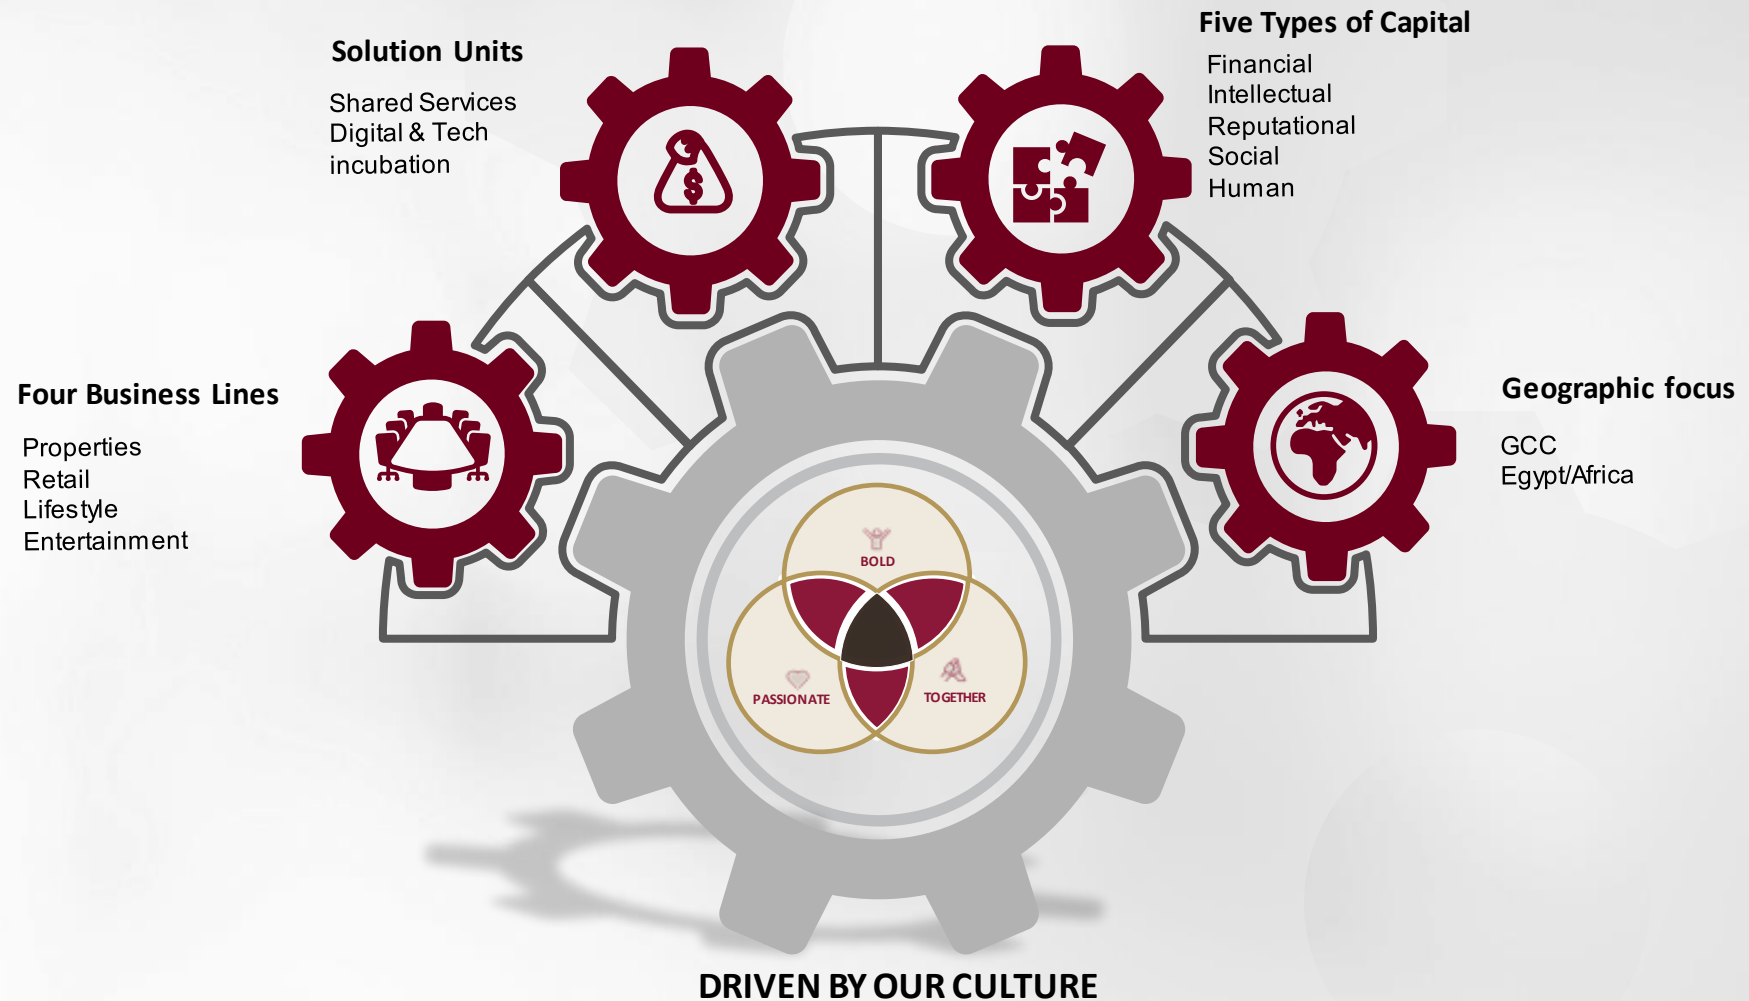 Solution Units
Shared Services
Digital & Tech
incubation
Five Types of Capital
Financial
Intellectual
Reputational
Social
Human
Four Business Lines
Properties
Retail
Lifestyle
Entertainment
Geographic focus
GCC
Egypt/Africa
$
BOLD
PASSIONATE
TOGETHER
DRIVEN BY OUR CULTURE